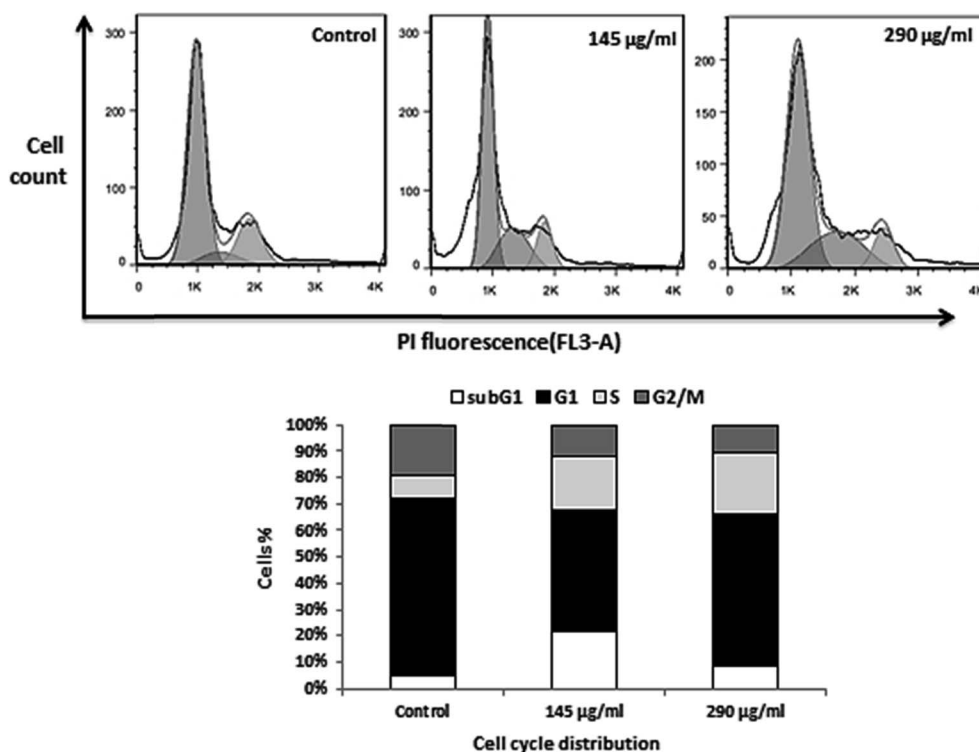 Control
145 µg/ml
290 µg/ml
300
200
100
0
300
200
100
0
200
150
100
50
0
Cell
count
0 1K 2K 3K 4K
0 1K 2K 3K 4K
0 1K 2K 3K 4K
PI fluorescence(FL3-A)
subG1 G1 S G2/M
100%
90%
80%
70%
60%
50%
40%
30%
20%
10%
0%
Cells%
Control 145 µg/ml 290 µg/ml
Cell cycle distribution